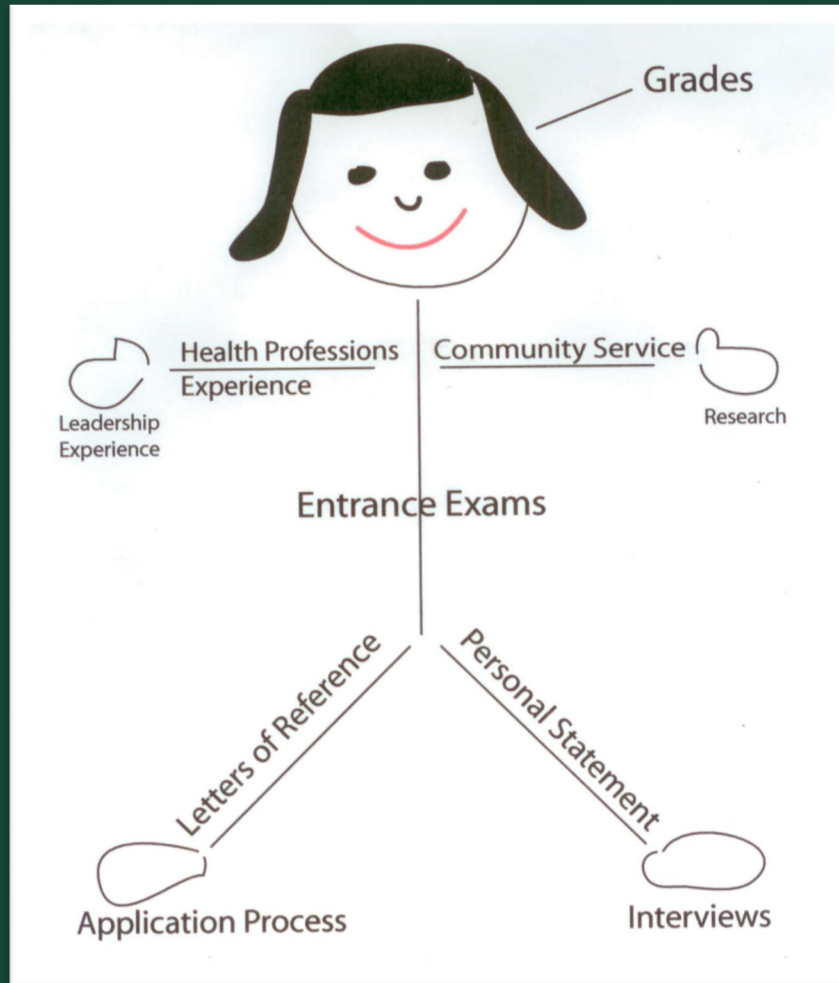 Grades
Health Professions
Experience
Community Service
Leadership
Experience
Research
Entrance Exams
Letters of Reference
Personal Statement
Application Process
Interviews